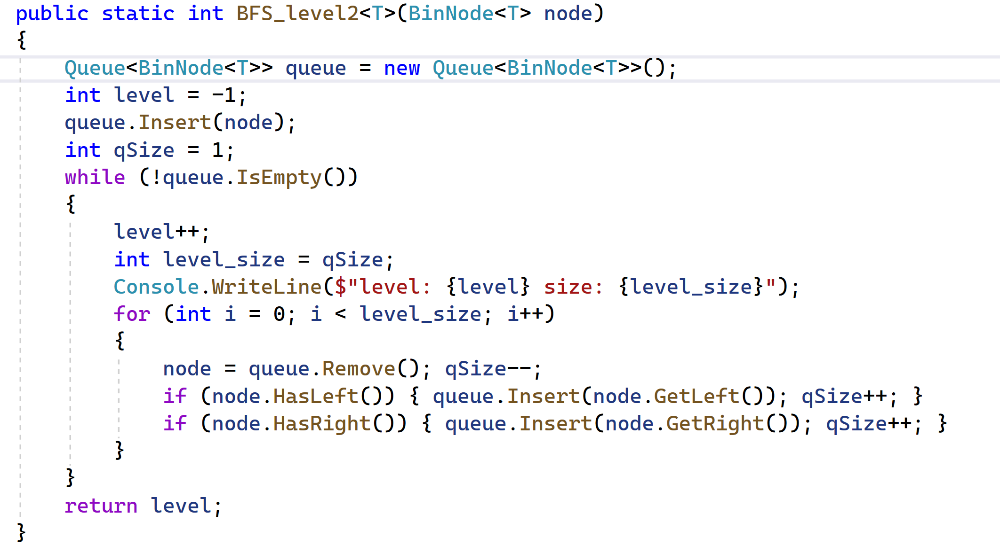 public static int BFS_level2<T>(BinNode<T> node)
{
    Queue<BinNode<T>> queue = new Queue<BinNode<T>>();
    int level = -1;
    queue.Insert(node);
    int qSize = 1;
    while (!queue.IsEmpty())
    {
        level++;
        int level_size = qSize;
        Console.WriteLine($"level: {level} size: {level_size}");
        for (int i = 0; i < level_size; i++)
        {
            node = queue.Remove(); qSize--;
            if (node.HasLeft()) { queue.Insert(node.GetLeft()); qSize++; }
            if (node.HasRight()) { queue.Insert(node.GetRight()); qSize++; }
        }
    }
    return level;
}